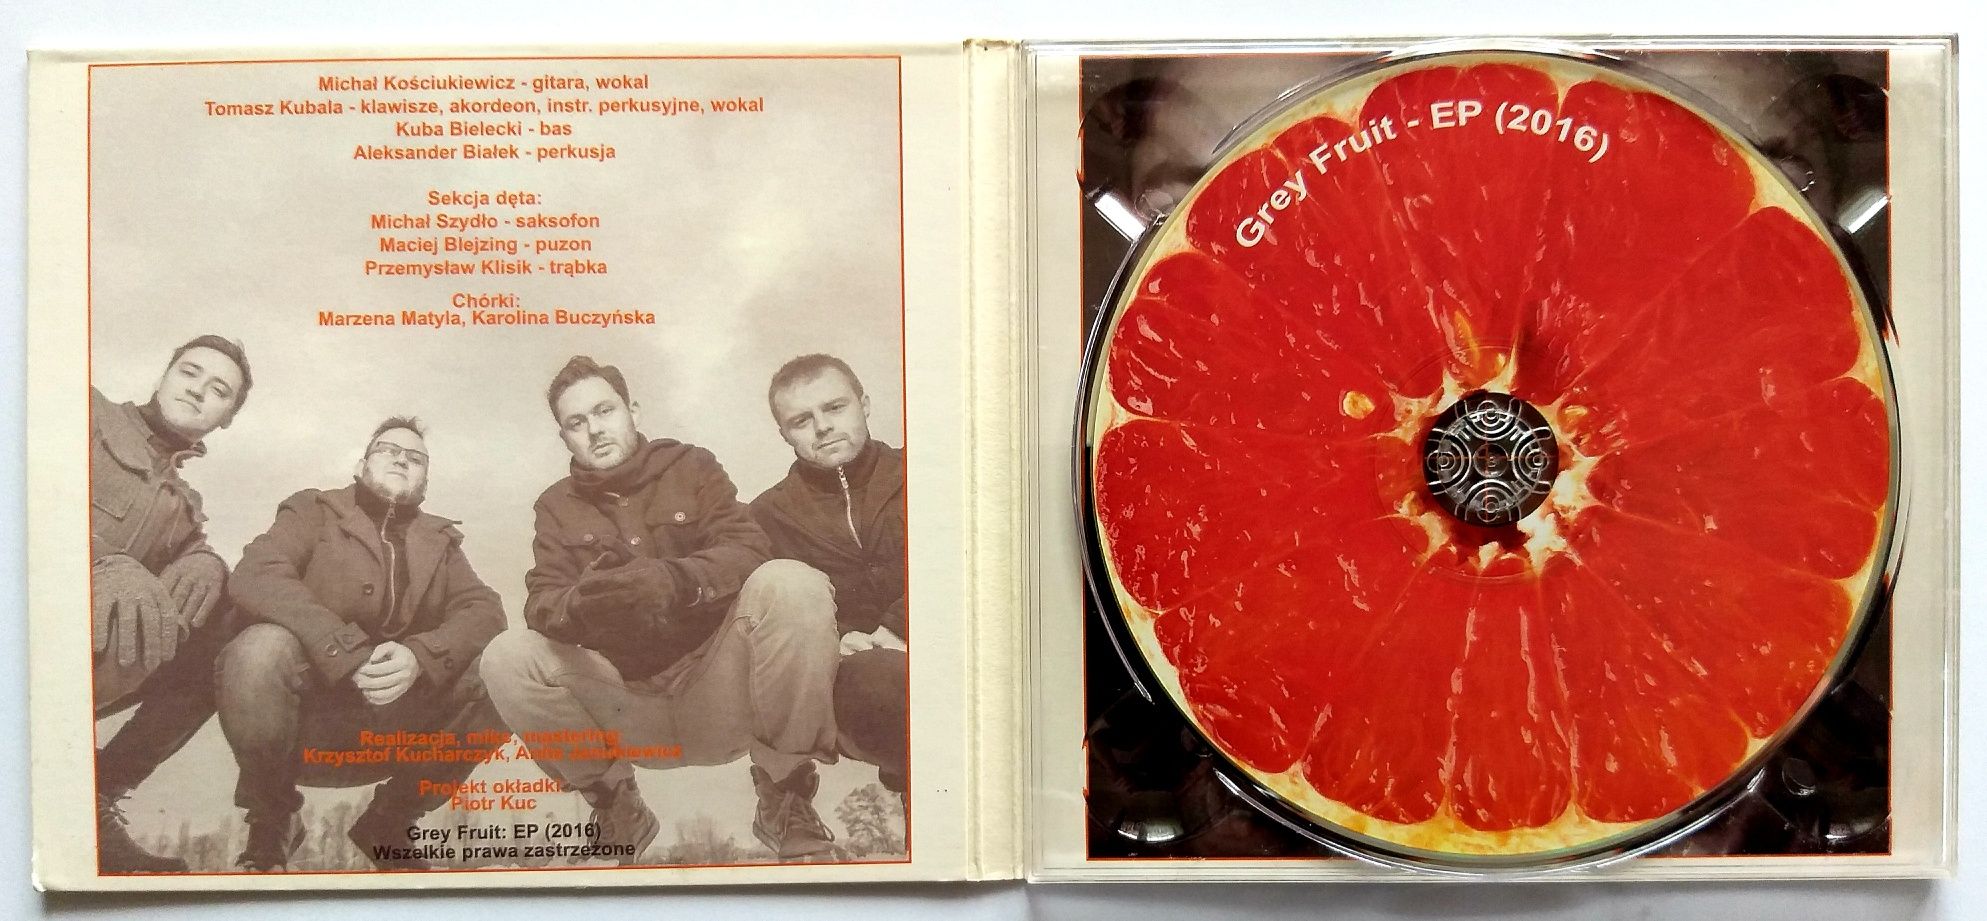 Michał Kościukiewicz - gitara, wokal
Tomasz Kubala - klawisze, akordeon, instr. perkusyjne, wokal
Kuba Bielecki - bas
Aleksander Białek - perkusja
Sekcja dęta:
Michał Szydło - saksofon
Maciej Blejzing - puzon
Przemysław Klisik - trąbka
Chórki:
Marzena Matyla, Karolina Buczyńska
Realizacja, miks, mastering:
Krzysztof Kucharczyk, Anita
Projekt okładki:
Piotr Kuc
Grey Fruit: EP (2016)
Wszelkie prawa zastrzeżone
Grey Fruit - EP (2016)